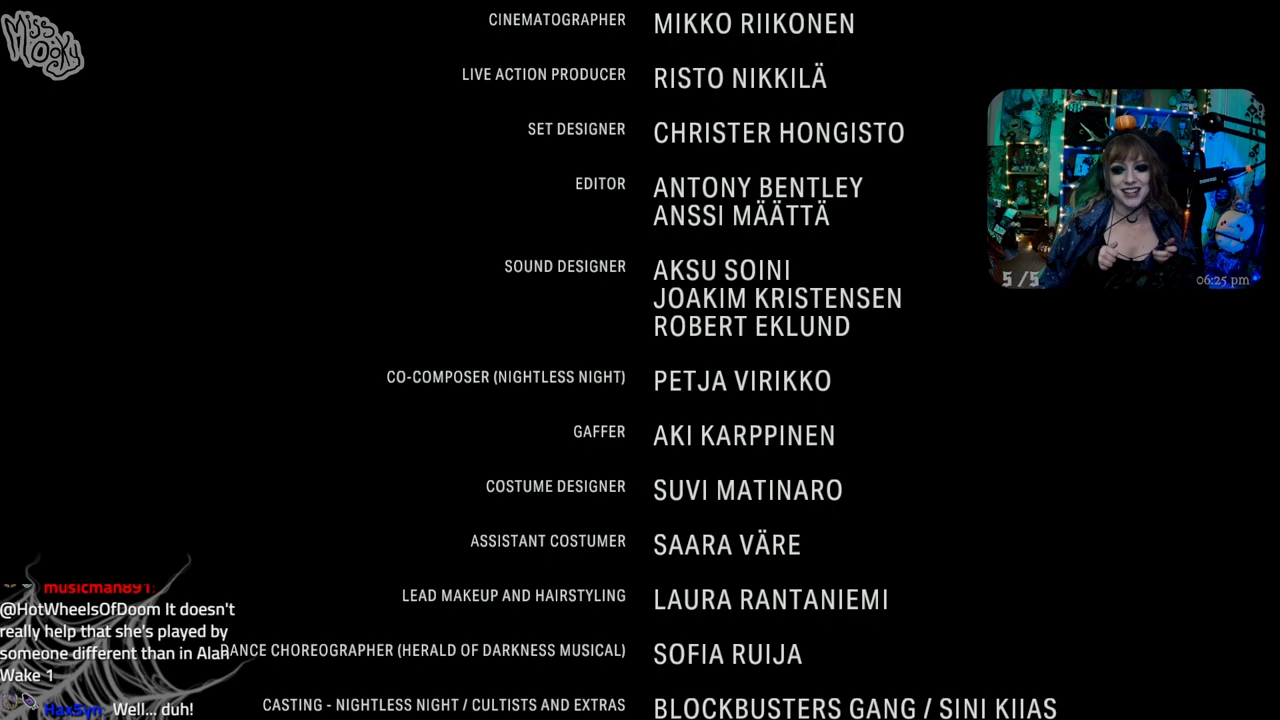 Miss Mooky
CINEMATOGRAPHER MIKKO RIIKONEN
LIVE ACTION PRODUCER RISTO NIKKILÄ
SET DESIGNER CHRISTER HONGISTO
EDITOR ANTONY BENTLEY
ANSSI MÄÄTTÄ
SOUND DESIGNER AKSU SOINI
JOAKIM KRISTENSEN
ROBERT EKLUND
CO-COMPOSER (NIGHTLESS NIGHT) PETJA VIRIKKO
GAFFER AKI KARPPINEN
COSTUME DESIGNER SUVI MATINARO
ASSISTANT COSTUMER SAARA VÄRE
LEAD MAKEUP AND HAIRSTYLING LAURA RANTANIEMI
DANCE CHOREOGRAPHER (HERALD OF DARKNESS MUSICAL) SOFIA RUIJA
CASTING - NIGHTLESS NIGHT / CULTISTS AND EXTRAS BLOCKBUSTERS GANG / SINI KIIAS
5/5
06:25 pm
musicman891:
@HotWheelsOfDoom It doesn't
really help that she's played by
someone different than in Alan
Wake 1
HaxSyn Well... duh!